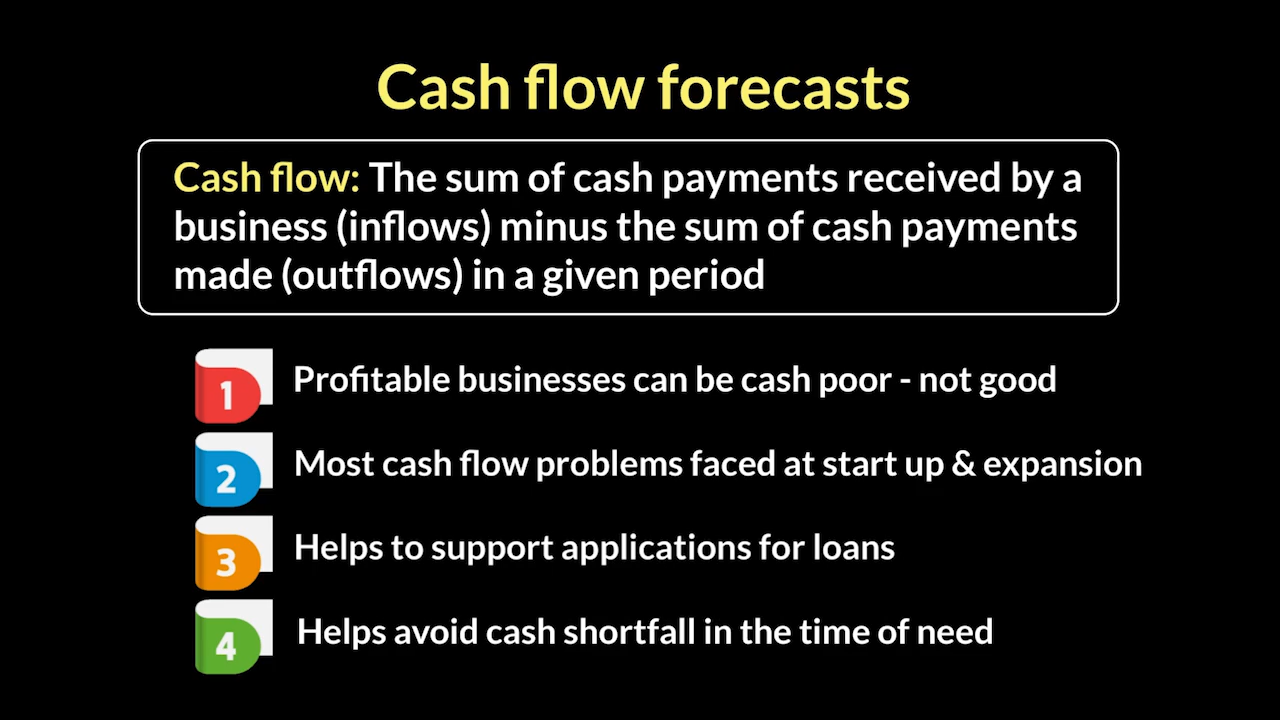 Cash flow forecasts
Cash flow: The sum of cash payments received by a
business (inflows) minus the sum of cash payments
made (outflows) in a given period
1 Profitable businesses can be cash poor - not good
2 Most cash flow problems faced at start up & expansion
3 Helps to support applications for loans
4 Helps avoid cash shortfall in the time of need